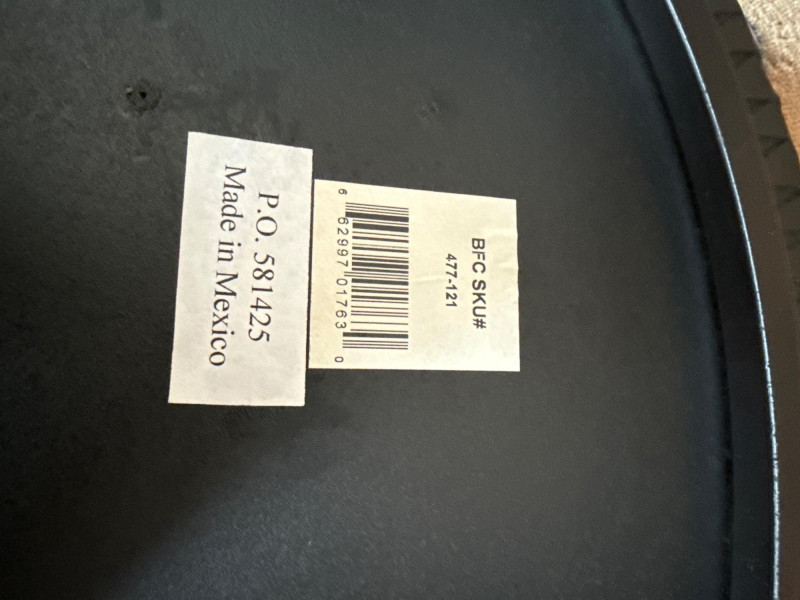 BFC SKU#
477-121
6 62997 01763 0
P.O. 581425
Made in Mexico